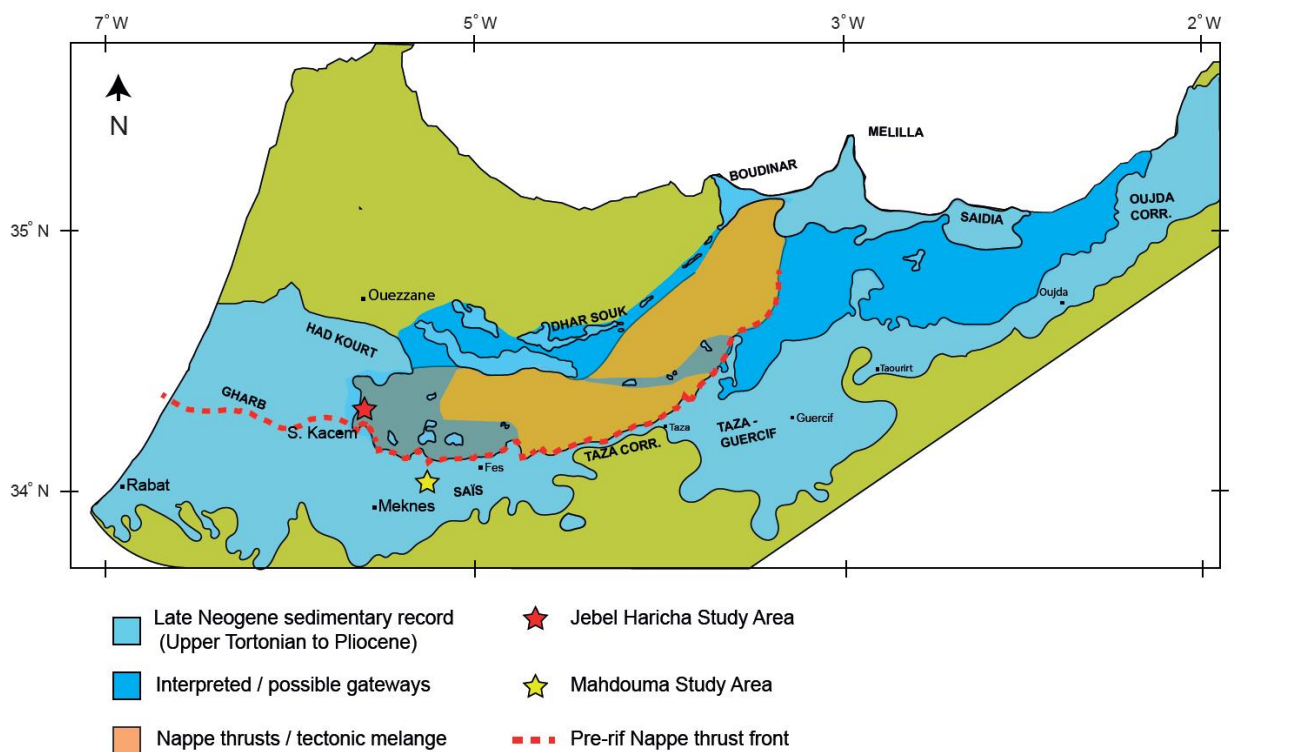 7°W 5°W 3°W 2°W
N
35° N
34° N
MELILLA
BOUDINAR
SAIDIA
OUJDA
CORR.
Oujda
Ouezzane
DHAR SOUK
HAD KOURT
GHARB
S. Kacem
Taourirt
Guercif
TAZA -
GUERCIF
Taza
TAZA CORR.
Fes
SAÏS
Rabat
Meknes
Late Neogene sedimentary record
(Upper Tortonian to Pliocene)
Interpreted / possible gateways
Nappe thrusts / tectonic melange
Jebel Haricha Study Area
Mahdouma Study Area
Pre-rif Nappe thrust front